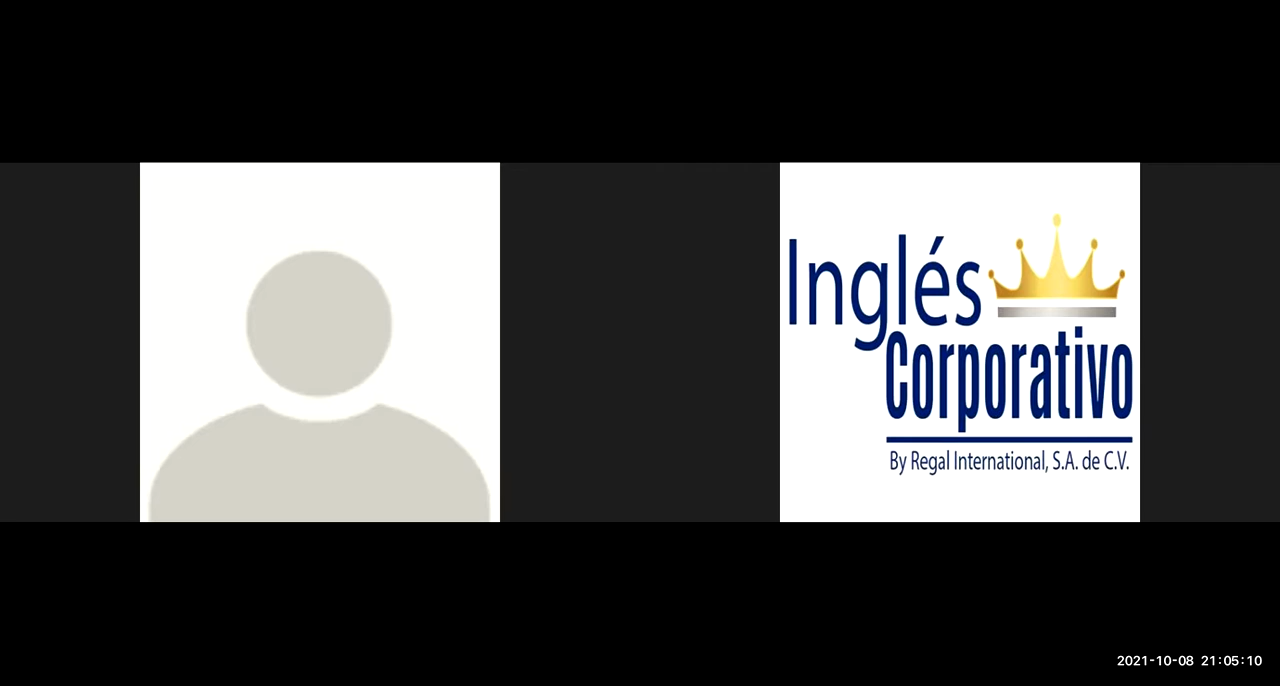 Inglés
Corporativo
By Regal International, S.A. de C.V.
2021-10-08 21:05:10